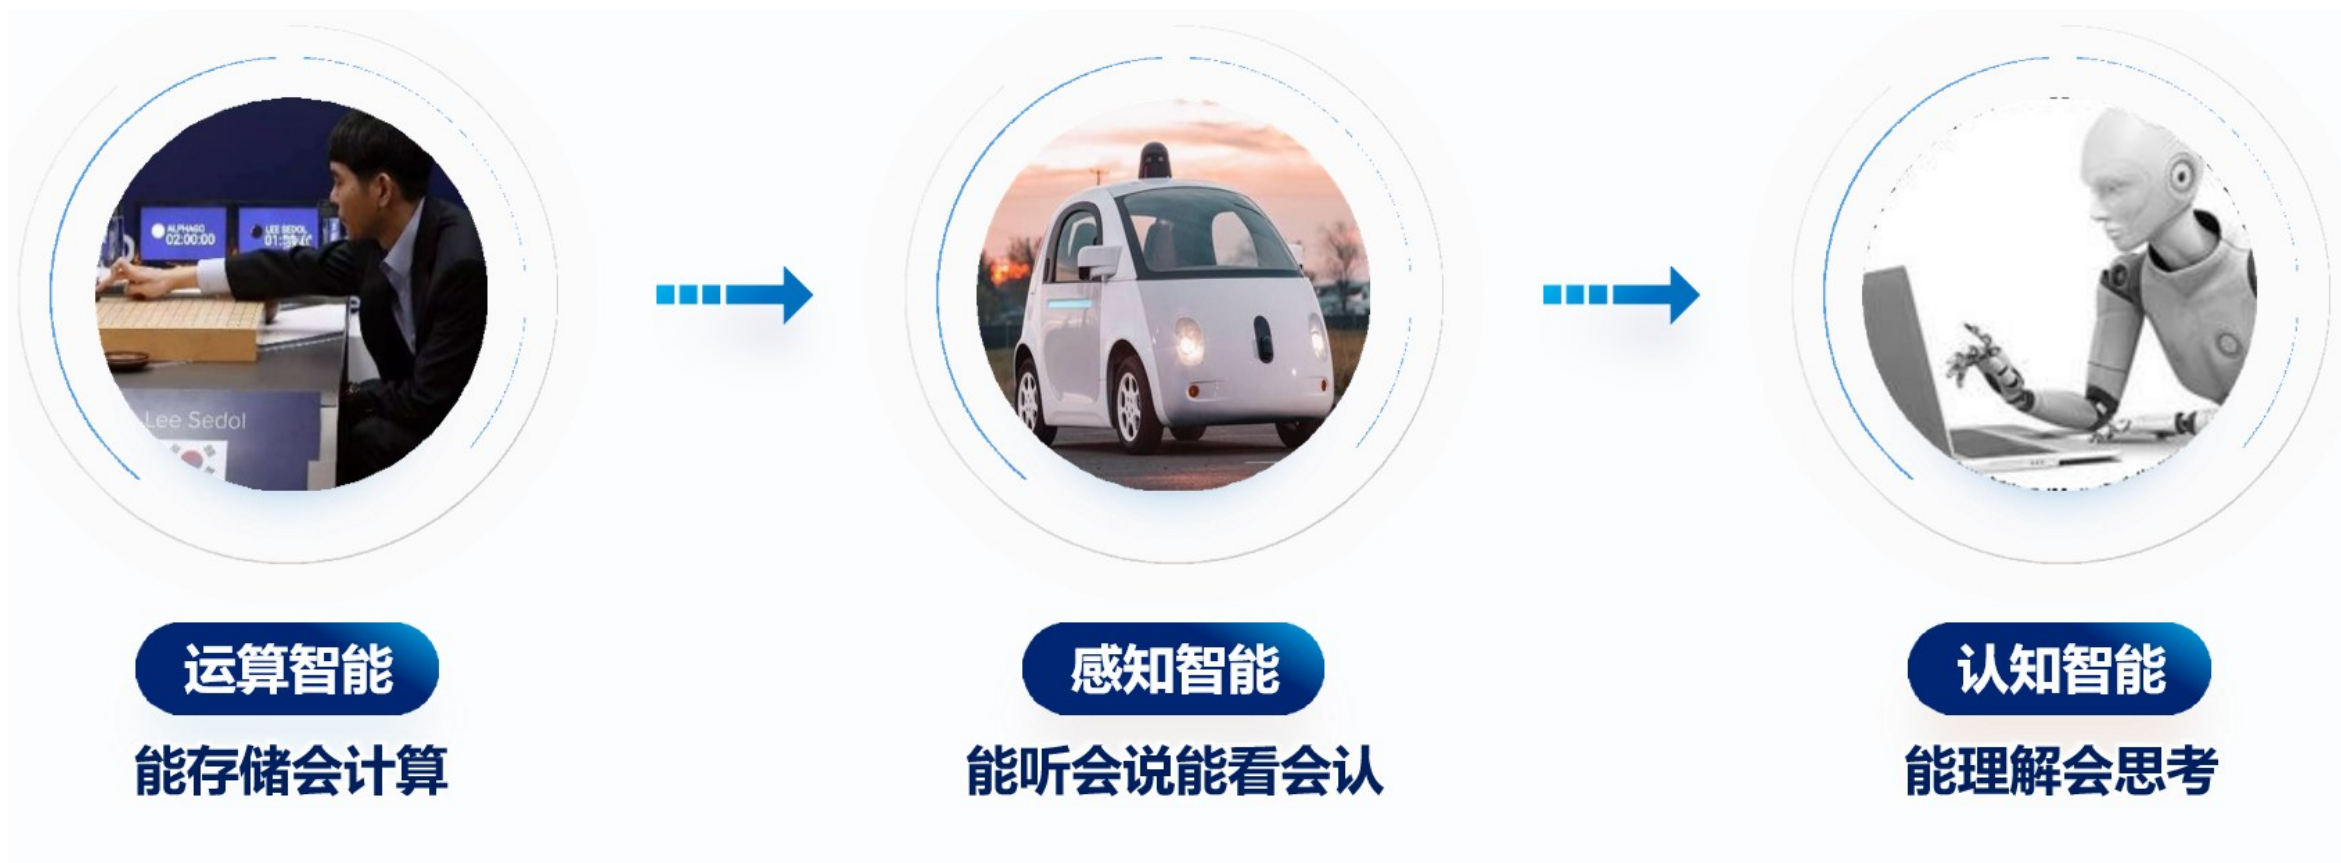 ALPHAGO
02:00:00
LEE SEDOL
Lee Sedol
运算智能
能存储会计算
感知智能
能听会说能看会认
认知智能
能理解会思考